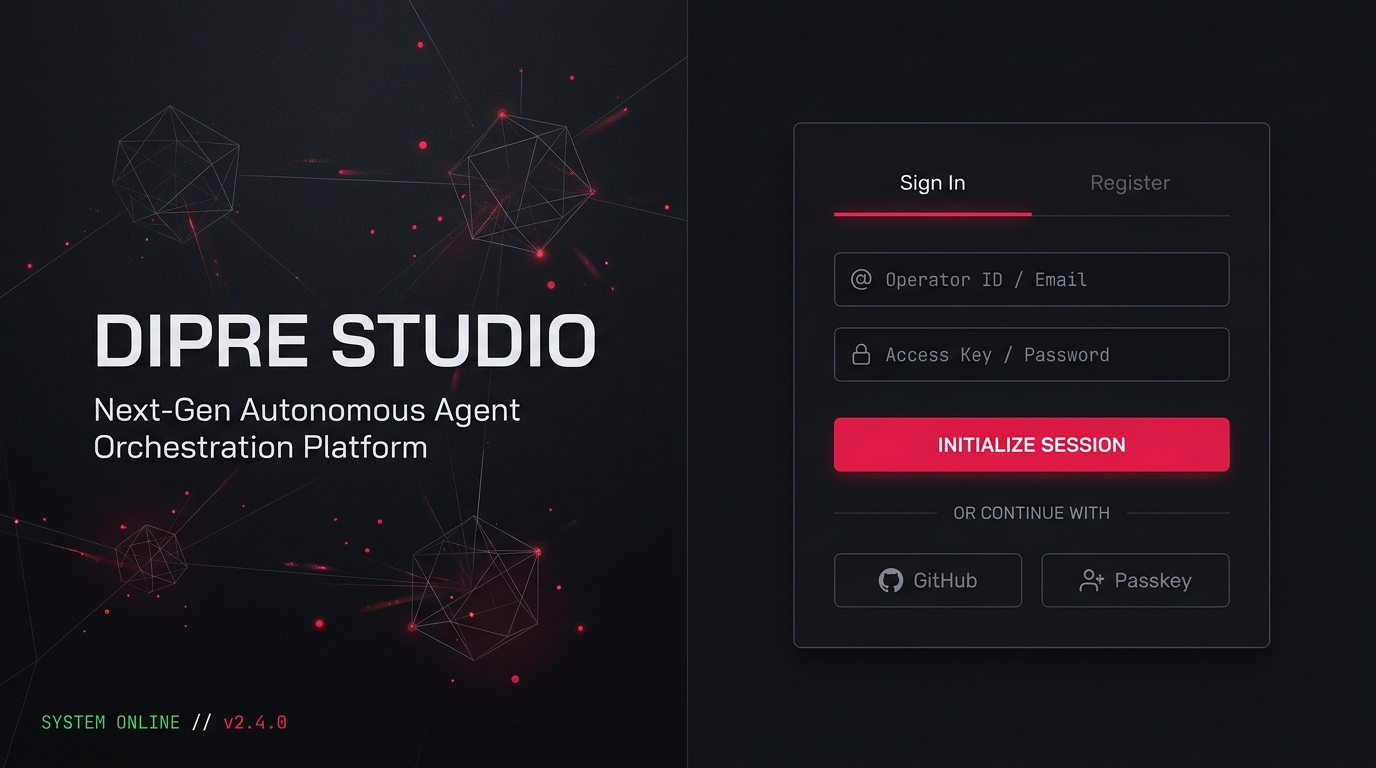 DIPRE STUDIO
Next-Gen Autonomous Agent
Orchestration Platform
SYSTEM ONLINE // v2.4.0
Sign In
Register
@ Operator ID / Email
Access Key / Password
INITIALIZE SESSION
OR CONTINUE WITH
GitHub
Passkey